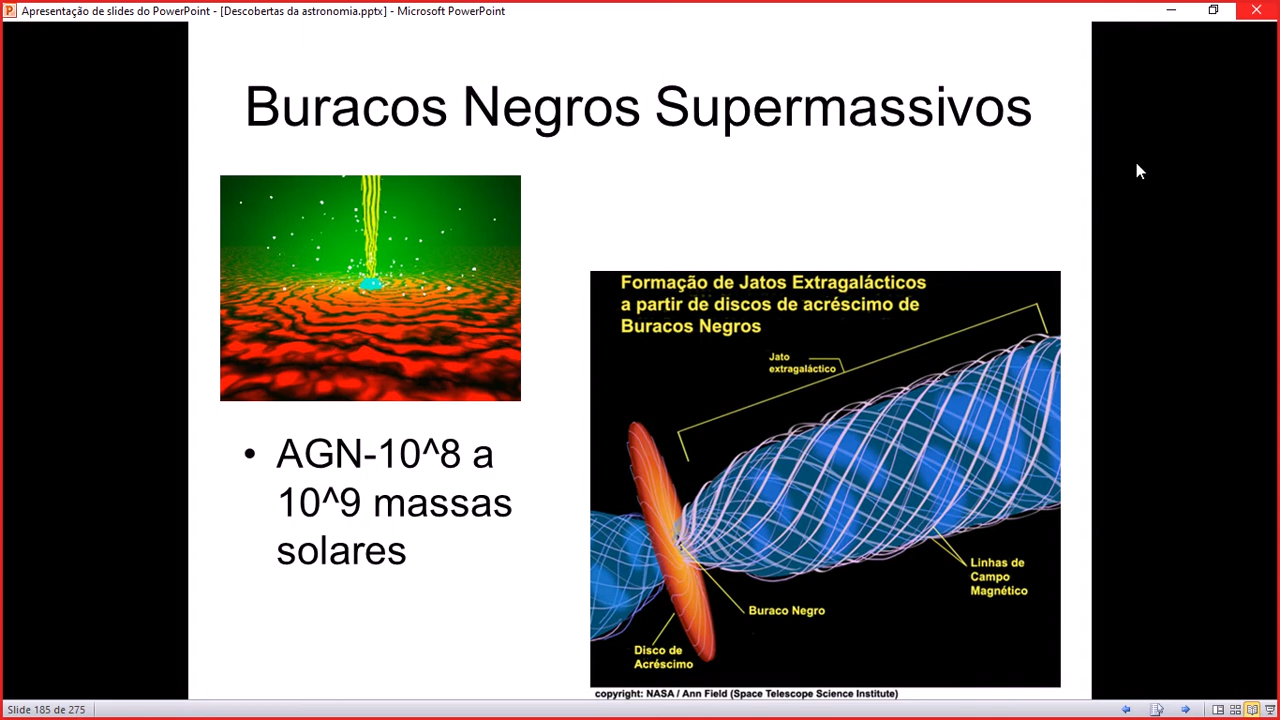 Apresentação de slides do PowerPoint - [Descobertas da astronomia.pptx] - Microsoft PowerPoint
Buracos Negros Supermassivos
• AGN-10^8 a
10^9 massas
solares
Formação de Jatos Extragalácticos
a partir de discos de acréscimo de
Buracos Negros
Jato
extragaláctico
Linhas de
Campo
Magnético
Buraco Negro
Disco de
Acréscimo
copyright: NASA / Ann Field (Space Telescope Science Institute)
Slide 185 de 275